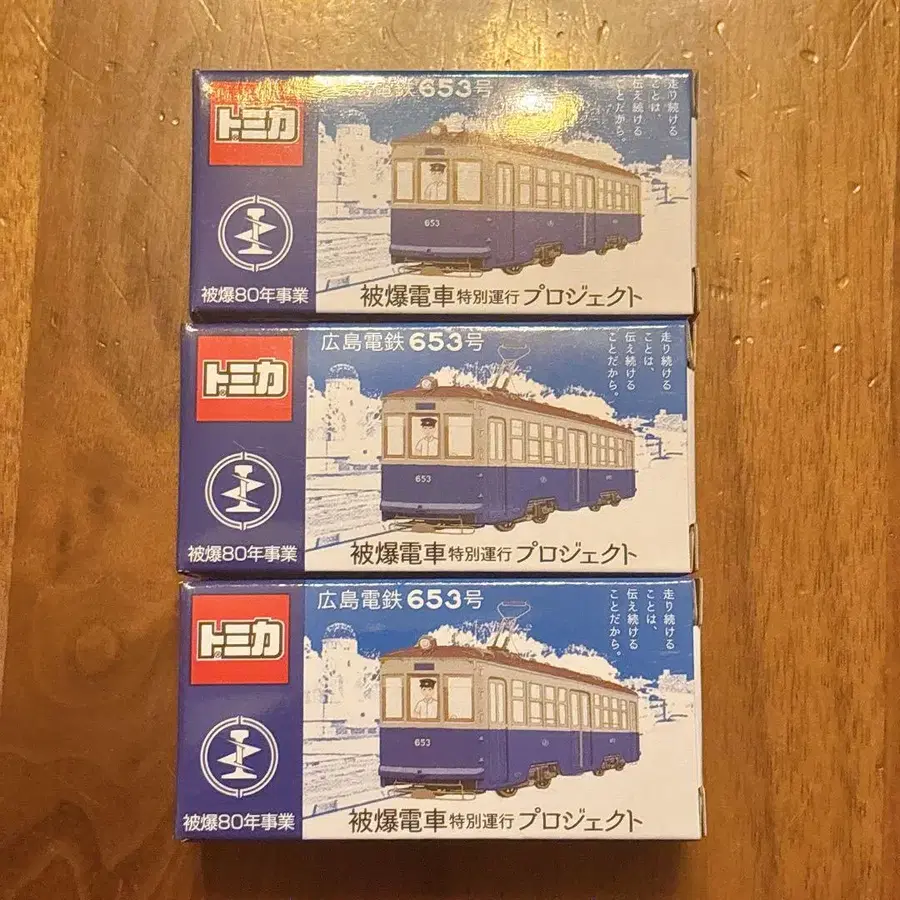 島電鉄653号
トミカ
走り続ける
ことは、
伝え続ける
ことだから。
653
被爆80年事業
被爆電車特別運行プロジェクト
広島電鉄653号
トミカ
走り続ける
ことは、
伝え続ける
ことだから。
653
被爆80年事業
被爆電車特別運行プロジェクト
広島電鉄653号
トミカ
走り続ける
ことは、
伝え続ける
ことだから。
653
被爆80年事業
被爆電車特別運行プロジェクト